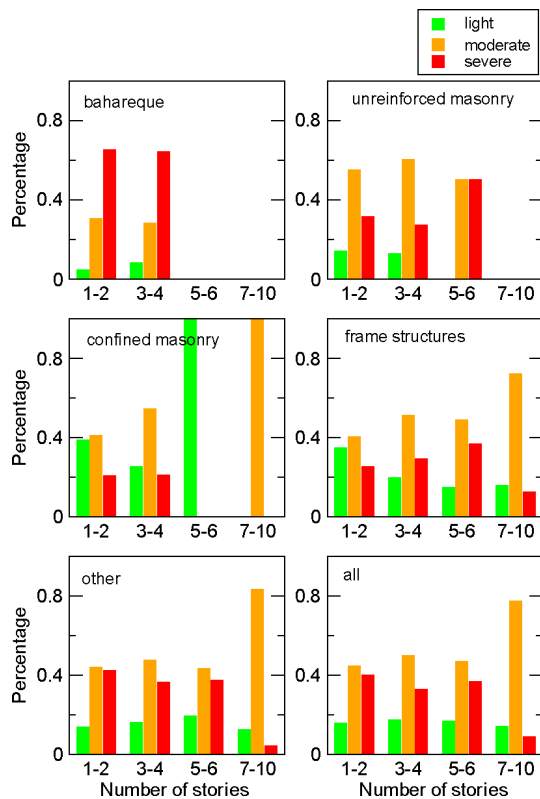 light
moderate
severe
bahareque
unreinforced masonry
Percentage
0.8
0.4
0
1-2 3-4 5-6 7-10
1-2 3-4 5-6 7-10
confined masonry
frame structures
Percentage
0.8
0.4
0
0.8
0.4
0
1-2 3-4 5-6 7-10
1-2 3-4 5-6 7-10
other
all
Percentage
0.8
0.4
0
0.8
0.4
0
1-2 3-4 5-6 7-10
1-2 3-4 5-6 7-10
Number of stories
Number of stories
0.8
0.4
0